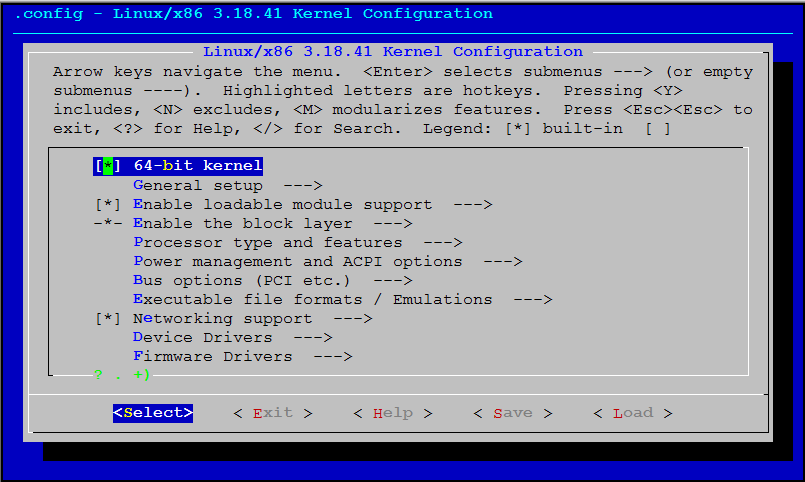 .config - Linux/x86 3.18.41 Kernel Configuration
Linux/x86 3.18.41 Kernel Configuration
Arrow keys navigate the menu.  <Enter> selects submenus ---> (or empty
submenus ----).  Highlighted letters are hotkeys.  Pressing <Y>
includes, <N> excludes, <M> modularizes features.  Press <Esc><Esc> to
exit, <?> for Help, </> for Search.  Legend: [*] built-in  [ ]
[*] 64-bit kernel
General setup  --->
[*] Enable loadable module support  --->
-*- Enable the block layer  --->
Processor type and features  --->
Power management and ACPI options  --->
Bus options (PCI etc.)  --->
Executable file formats / Emulations  --->
[*] Networking support  --->
Device Drivers  --->
Firmware Drivers  --->
? . +)
<Select>    < Exit >    < Help >    < Save >    < Load >